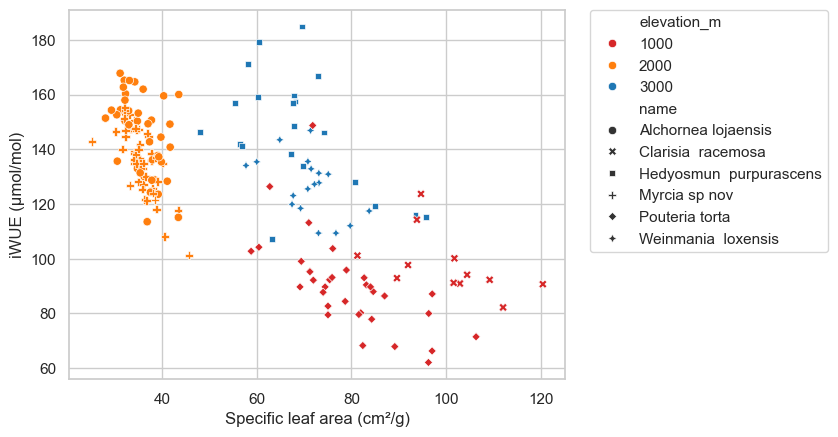 180
160
140
120
100
80
60
iWUE (μmol/mol)
40
60
80
100
120
Specific leaf area (cm²/g)
elevation_m
1000
2000
3000
name
Alchornea lojaensis
Clarisia  racemosa
Hedyosmun  purpurascens
Myrcia sp nov
Pouteria torta
Weinmania  loxensis